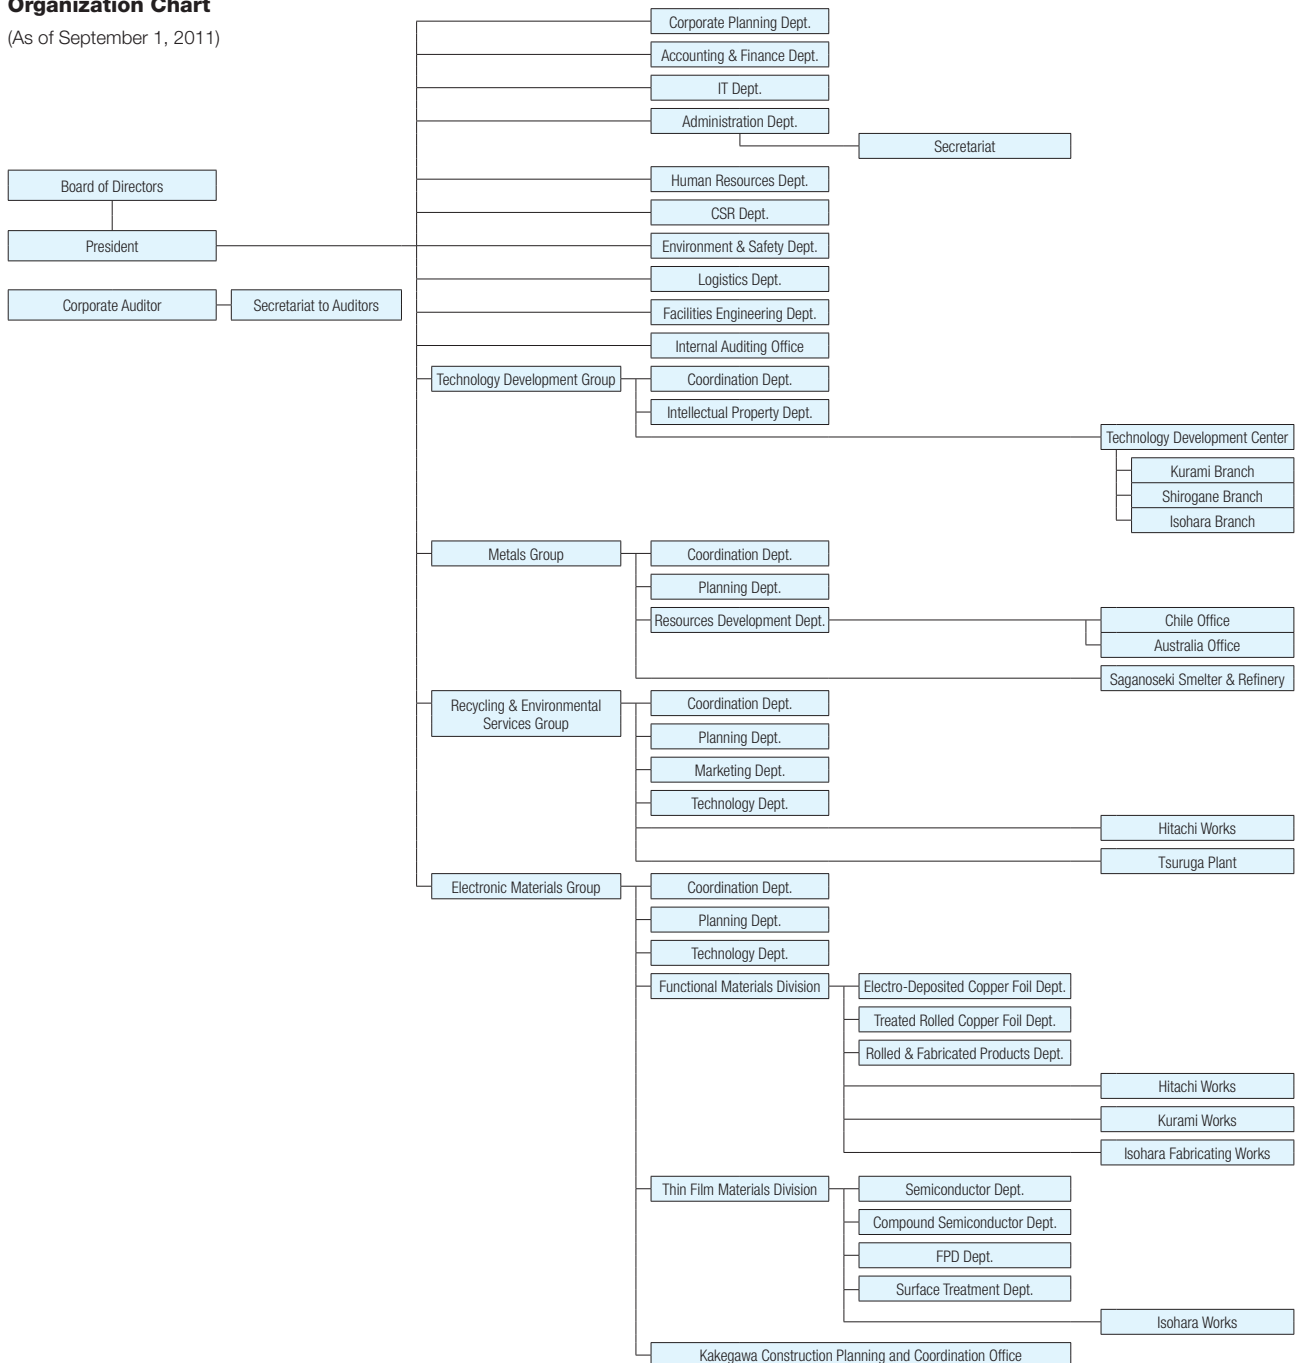 Organization Chart
(As of September 1, 2011)
Corporate Planning Dept.
Accounting & Finance Dept.
IT Dept.
Administration Dept.
Secretariat
Board of Directors
Human Resources Dept.
CSR Dept.
President
Environment & Safety Dept.
Logistics Dept.
Corporate Auditor
Secretariat to Auditors
Facilities Engineering Dept.
Internal Auditing Office
Technology Development Group
Coordination Dept.
Intellectual Property Dept.
Technology Development Center
Kurami Branch
Shirogane Branch
Isohara Branch
Metals Group
Coordination Dept.
Planning Dept.
Resources Development Dept.
Chile Office
Australia Office
Saganoseki Smelter & Refinery
Recycling & Environmental
Services Group
Coordination Dept.
Planning Dept.
Marketing Dept.
Technology Dept.
Hitachi Works
Tsuruga Plant
Electronic Materials Group
Coordination Dept.
Planning Dept.
Technology Dept.
Functional Materials Division
Electro-Deposited Copper Foil Dept.
Treated Rolled Copper Foil Dept.
Rolled & Fabricated Products Dept.
Hitachi Works
Kurami Works
Isohara Fabricating Works
Thin Film Materials Division
Semiconductor Dept.
Compound Semiconductor Dept.
FPD Dept.
Surface Treatment Dept.
Isohara Works
Kakegawa Construction Planning and Coordination Office